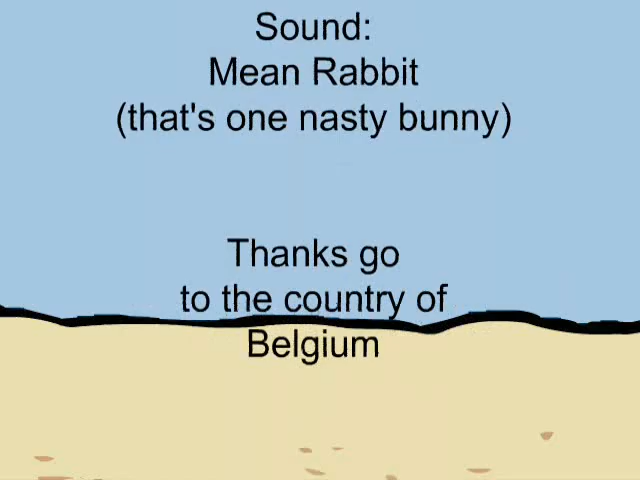 Sound:
Mean Rabbit
(that's one nasty bunny)
Thanks go
to the country of
Belgium